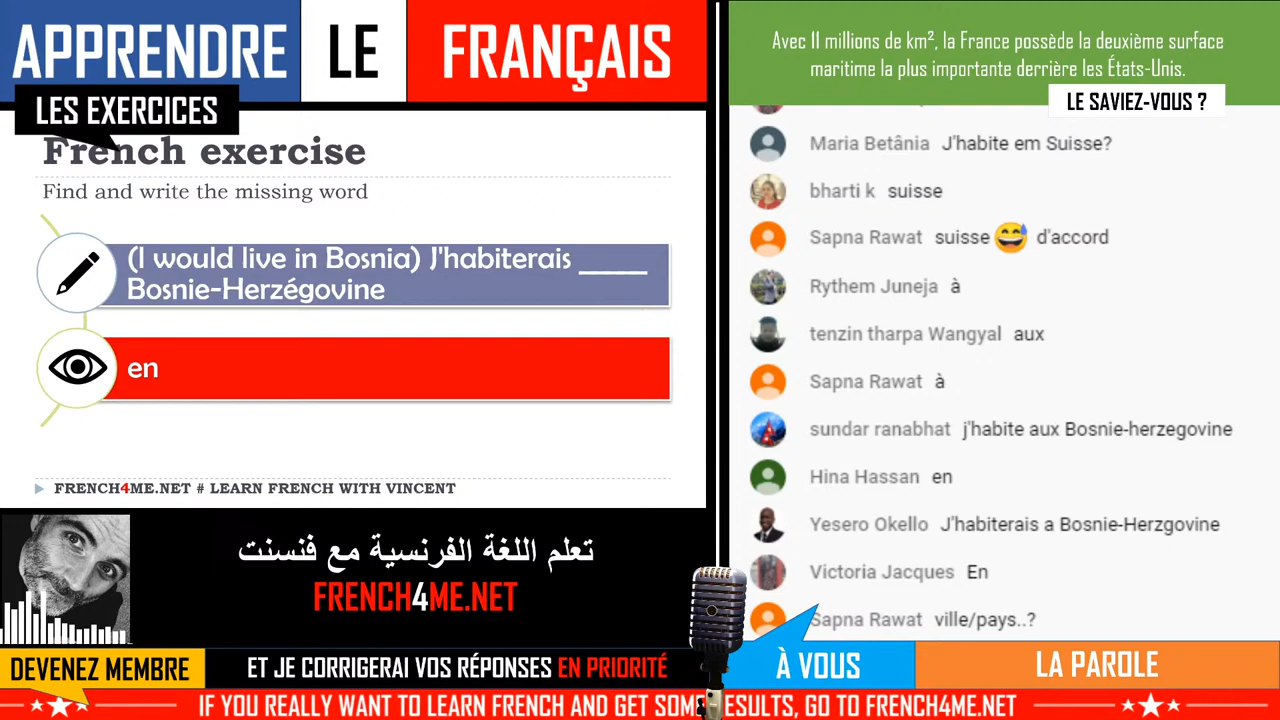 APPRENDRE LE FRANÇAIS
LES EXERCICES
French exercise
Find and write the missing word
(I would live in Bosnia) J'habiterais _____
Bosnie-Herzégovine
en
FRENCH4ME.NET # LEARN FRENCH WITH VINCENT
تعلم اللغة الفرنسية مع فنسنت
FRENCH4ME.NET
DEVENEZ MEMBRE
ET JE CORRIGERAI VOS RÉPONSES EN PRIORITÉ
Avec 11 millions de km², la France possède la deuxième surface
maritime la plus importante derrière les États-Unis.
LE SAVIEZ-VOUS ?
Maria Betânia J'habite em Suisse?
bharti k suisse
Sapna Rawat suisse 😅 d'accord
Rythem Juneja à
tenzin tharpa Wangyal aux
Sapna Rawat à
sundar ranabhat j'habite aux Bosnie-herzegovine
Hina Hassan en
Yesero Okello J'habiterais a Bosnie-Herzgovine
Victoria Jacques En
Sapna Rawat ville/pays..?
À VOUS
LA PAROLE
IF YOU REALLY WANT TO LEARN FRENCH AND GET SOME RESULTS, GO TO FRENCH4ME.NET